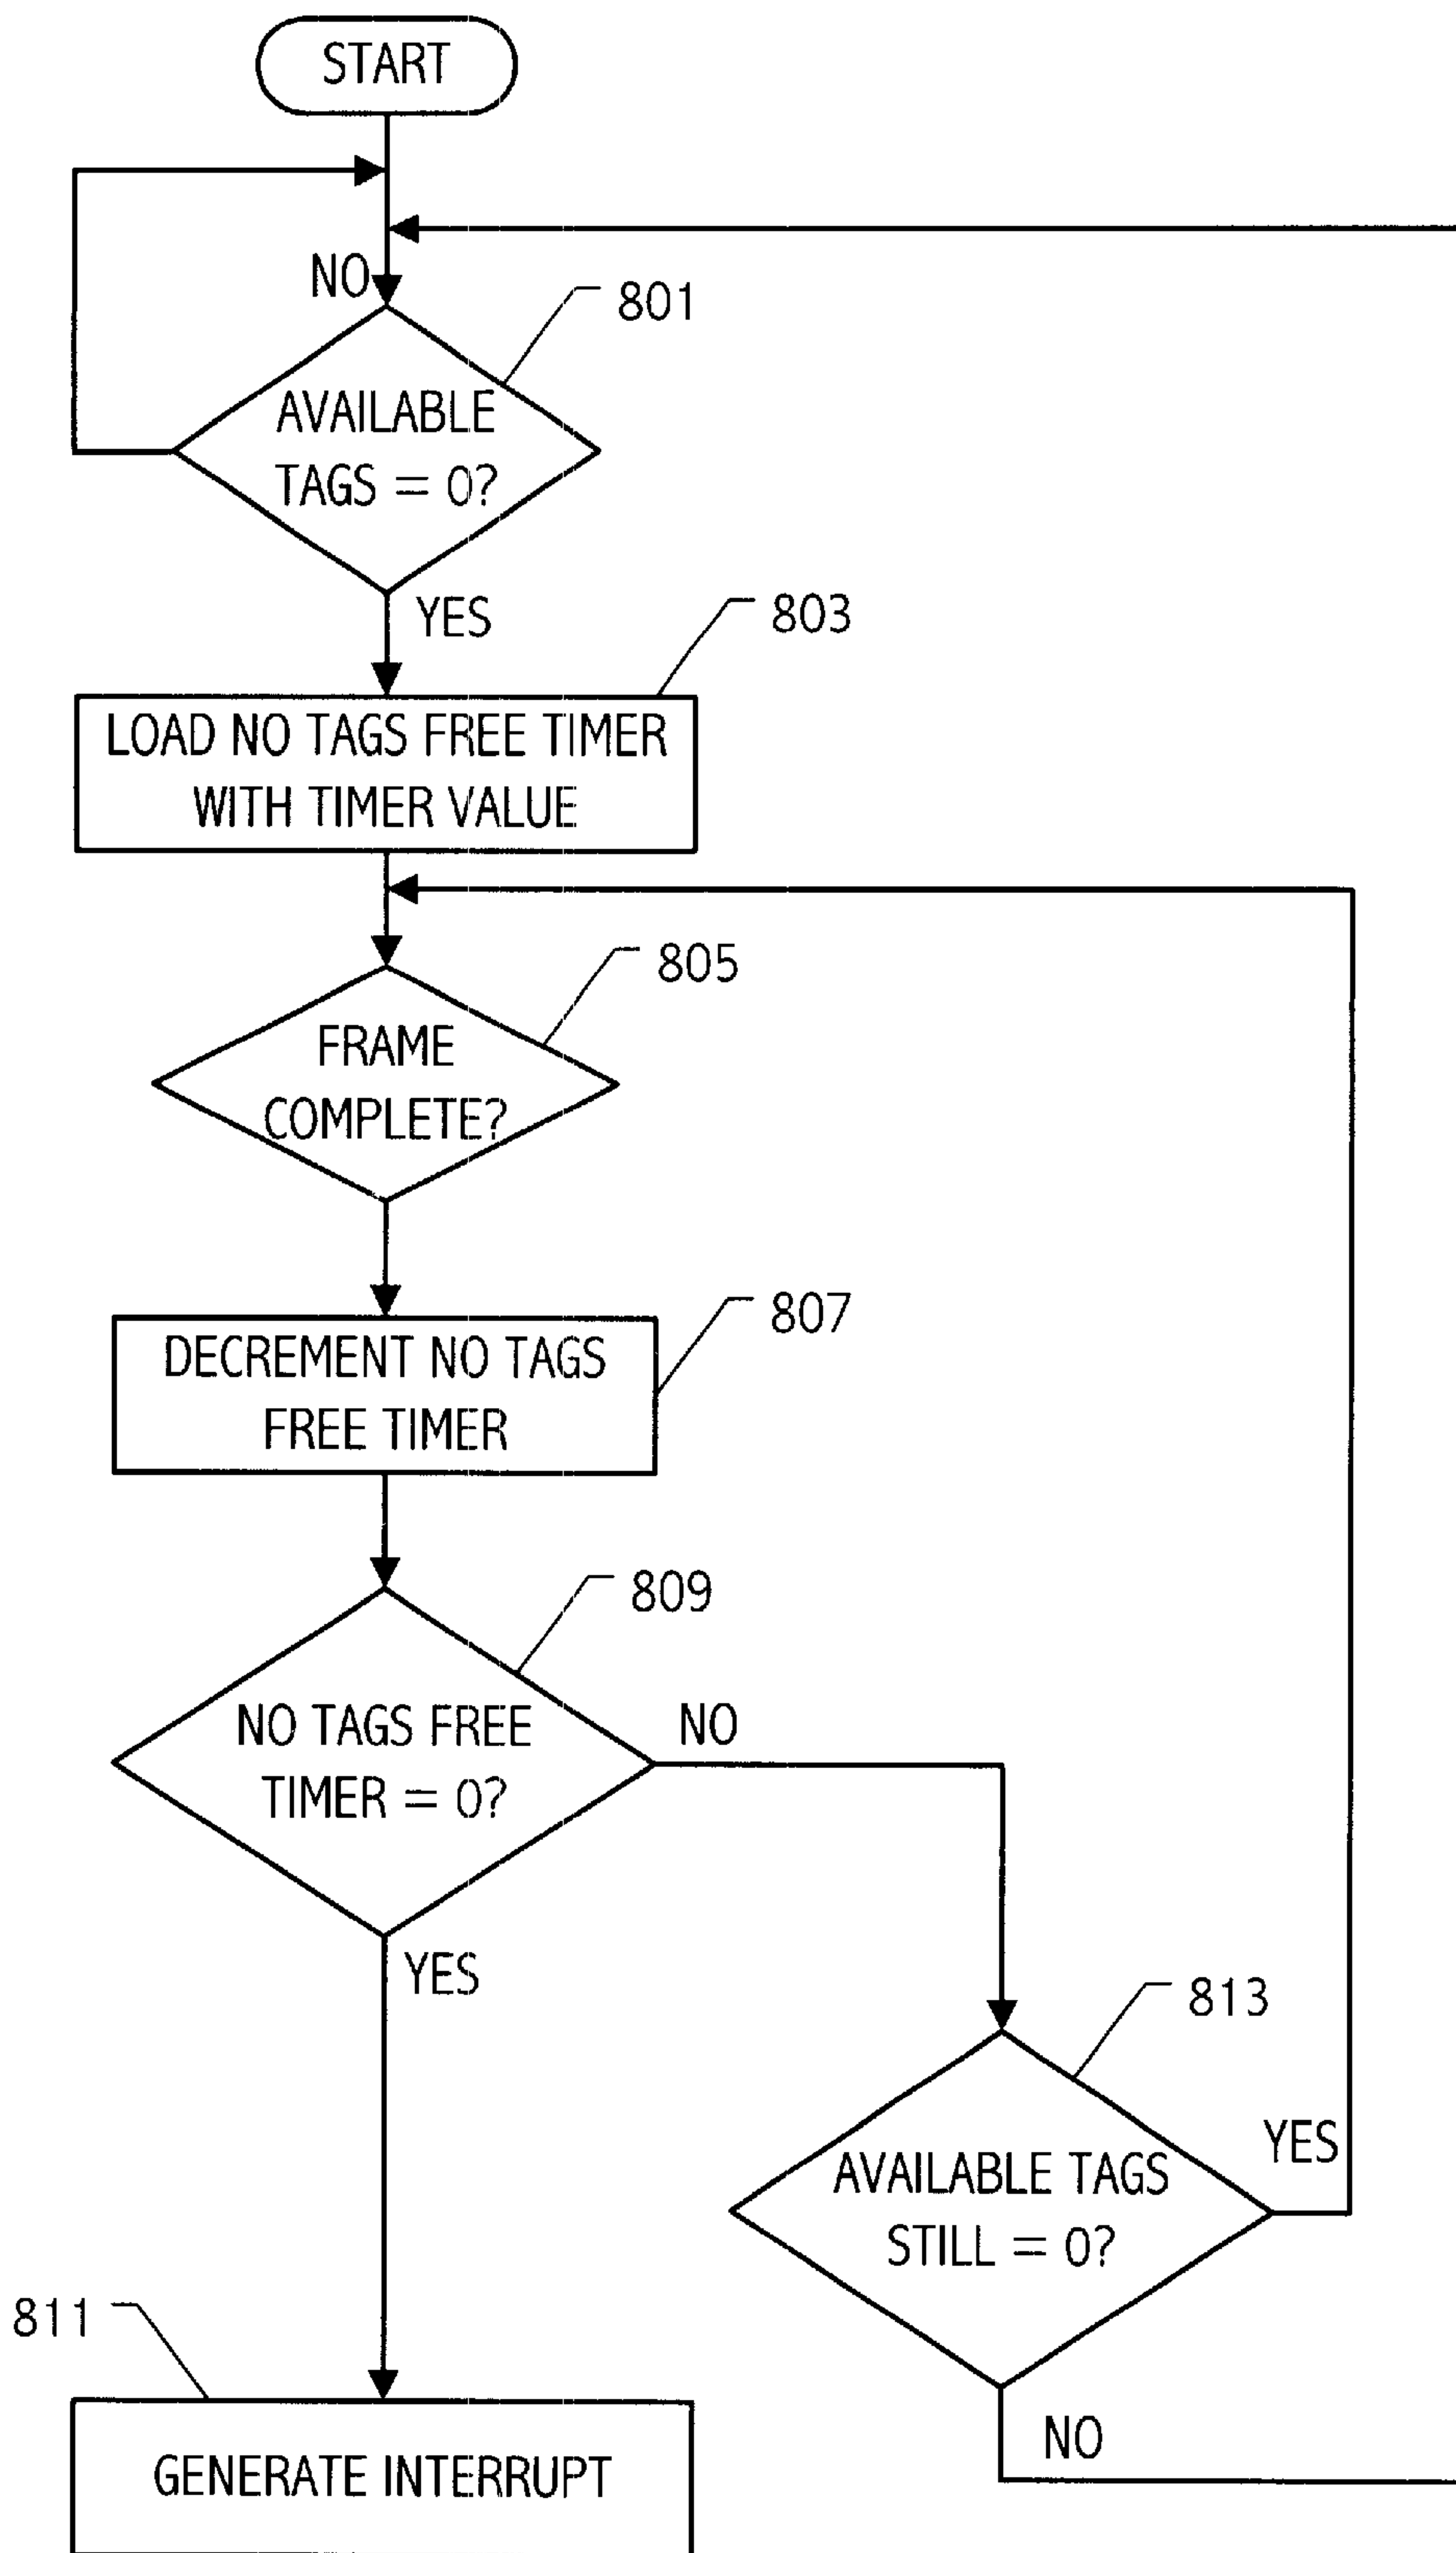 START
NO
801
AVAILABLE
TAGS = 0?
YES
803
LOAD NO TAGS FREE TIMER
WITH TIMER VALUE
805
FRAME
COMPLETE?
807
DECREMENT NO TAGS
FREE TIMER
809
NO TAGS FREE
TIMER = 0?
NO
YES
813
AVAILABLE TAGS
STILL = 0?
YES
NO
811
GENERATE INTERRUPT